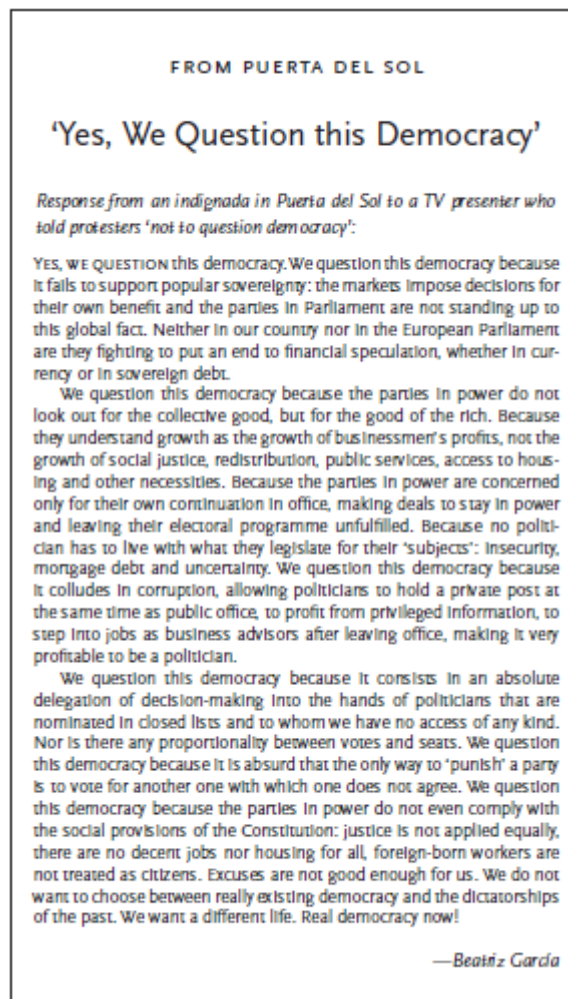 FROM PUERTA DEL SOL
‘Yes, We Question this Democracy’
Response from an indignada in Puerta del Sol to a TV presenter who
told protesters ‘not to question democracy’:
YES, WE QUESTION this democracy. We question this democracy because
it fails to support popular sovereignty: the markets impose decisions for
their own benefit and the parties in Parliament are not standing up to
this global fact. Neither in our country nor in the European Parliament
are they fighting to put an end to financial speculation, whether in cur-
rency or in sovereign debt.
We question this democracy because the parties in power do not
look out for the collective good, but for the good of the rich. Because
they understand growth as the growth of businessmen’s profits, not the
growth of social justice, redistribution, public services, access to hous-
ing and other necessities. Because the parties in power are concerned
only for their own continuation in office, making deals to stay in power
and leaving their electoral programme unfulfilled. Because no politi-
cian has to live with what they legislate for their ‘subjects’: insecurity,
mortgage debt and uncertainty. We question this democracy because
it colludes in corruption, allowing politicians to hold a private post at
the same time as public office, to profit from privileged information, to
step into jobs as business advisors after leaving office, making it very
profitable to be a politician.
We question this democracy because it consists in an absolute
delegation of decision-making into the hands of politicians that are
nominated in closed lists and to whom we have no access of any kind.
Nor is there any proportionality between votes and seats. We question
this democracy because it is absurd that the only way to ‘punish’ a party
is to vote for another one with which one does not agree. We question
this democracy because the parties in power do not even comply with
the social provisions of the Constitution: justice is not applied equally,
there are no decent jobs nor housing for all, foreign-born workers are
not treated as citizens. Excuses are not good enough for us. We do not
want to choose between really existing democracy and the dictatorships
of the past. We want a different life. Real democracy now!
—Beatriz García